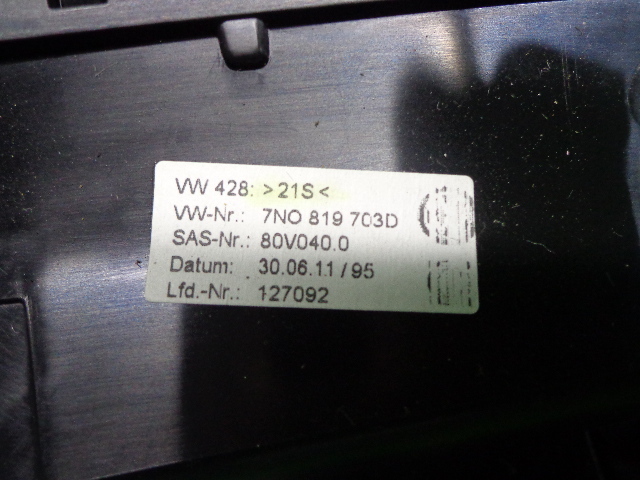 VW 428: >21S<
VW-Nr.: 7NO 819 703D
SAS-Nr.: 80V040.0
Datum: 30.06.11/95
Lfd.-Nr.: 127092